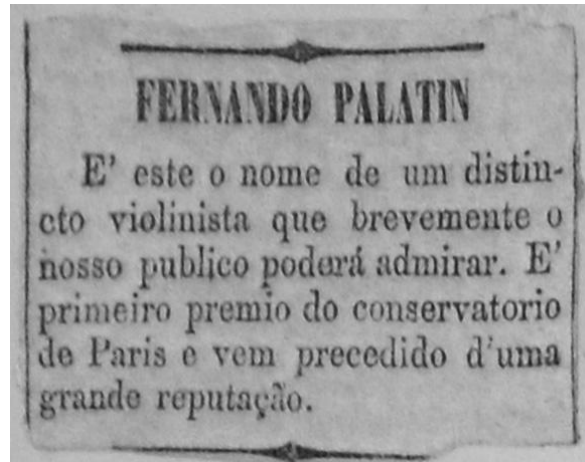 FERNANDO PALATIN
E' este o nome de um distin-
cto violinista que brevemente o
nosso publico poderá admirar. E'
primeiro premio do conservatorio
de Paris e vem precedido d'uma
grande reputação.